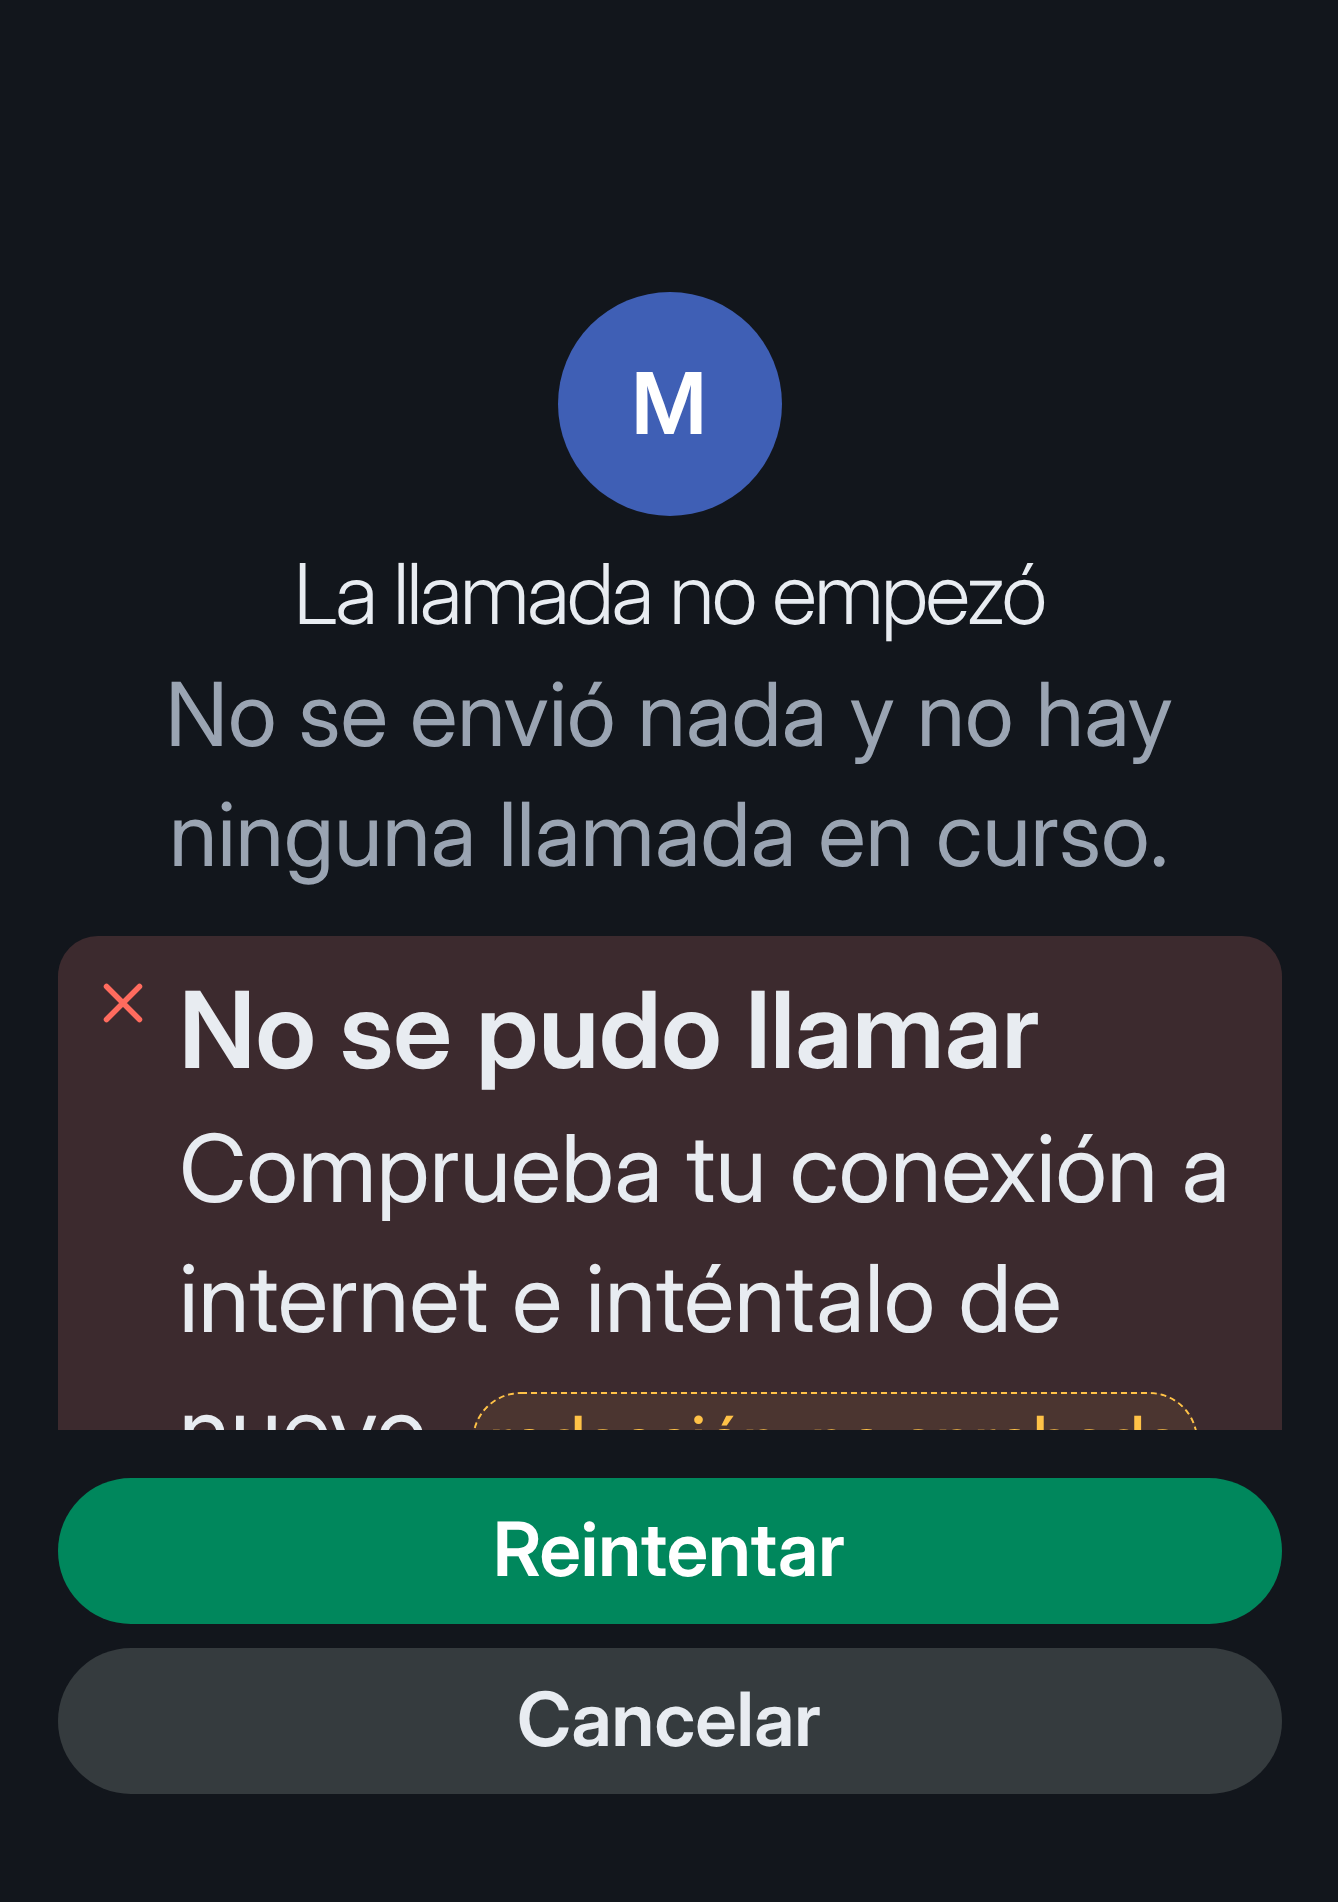 M
La llamada no empezó
No se envió nada y no hay
ninguna llamada en curso.
No se pudo llamar
Comprueba tu conexión a
internet e inténtalo de
Reintentar
Cancelar